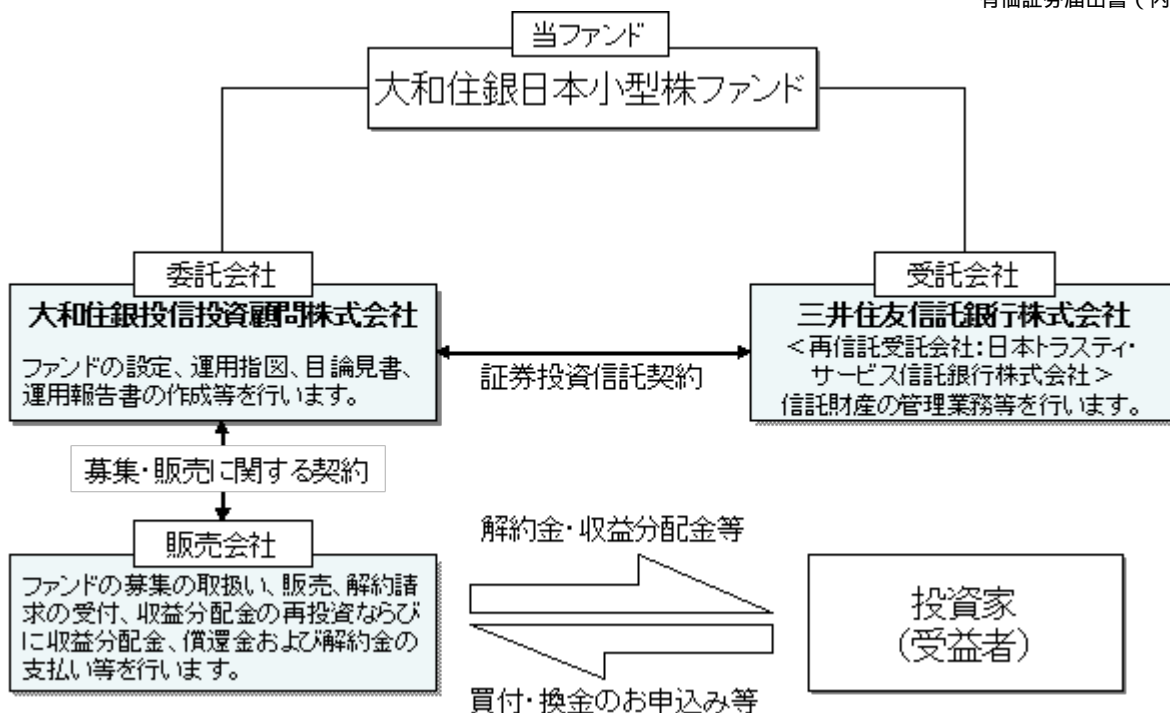 有価証券届出書（内
当ファンド
大和住銀日本小型株ファンド
委託会社
大和住銀投信投資顧問株式会社
ファンドの設定、運用指図、目論見書、
運用報告書の作成等を行います。
証券投資信託契約
受託会社
三井住友信託銀行株式会社
＜再信託受託会社：日本トラスティ・
サービス信託銀行株式会社＞
信託財産の管理業務等を行います。
募集・販売に関する契約
販売会社
ファンドの募集の取扱い、販売、解約請
求の受付、収益分配金の再投資ならび
に収益分配金、償還金および解約金の
支払い等を行います。
解約金・収益分配金等
買付・換金のお申込み等
投資家
（受益者）